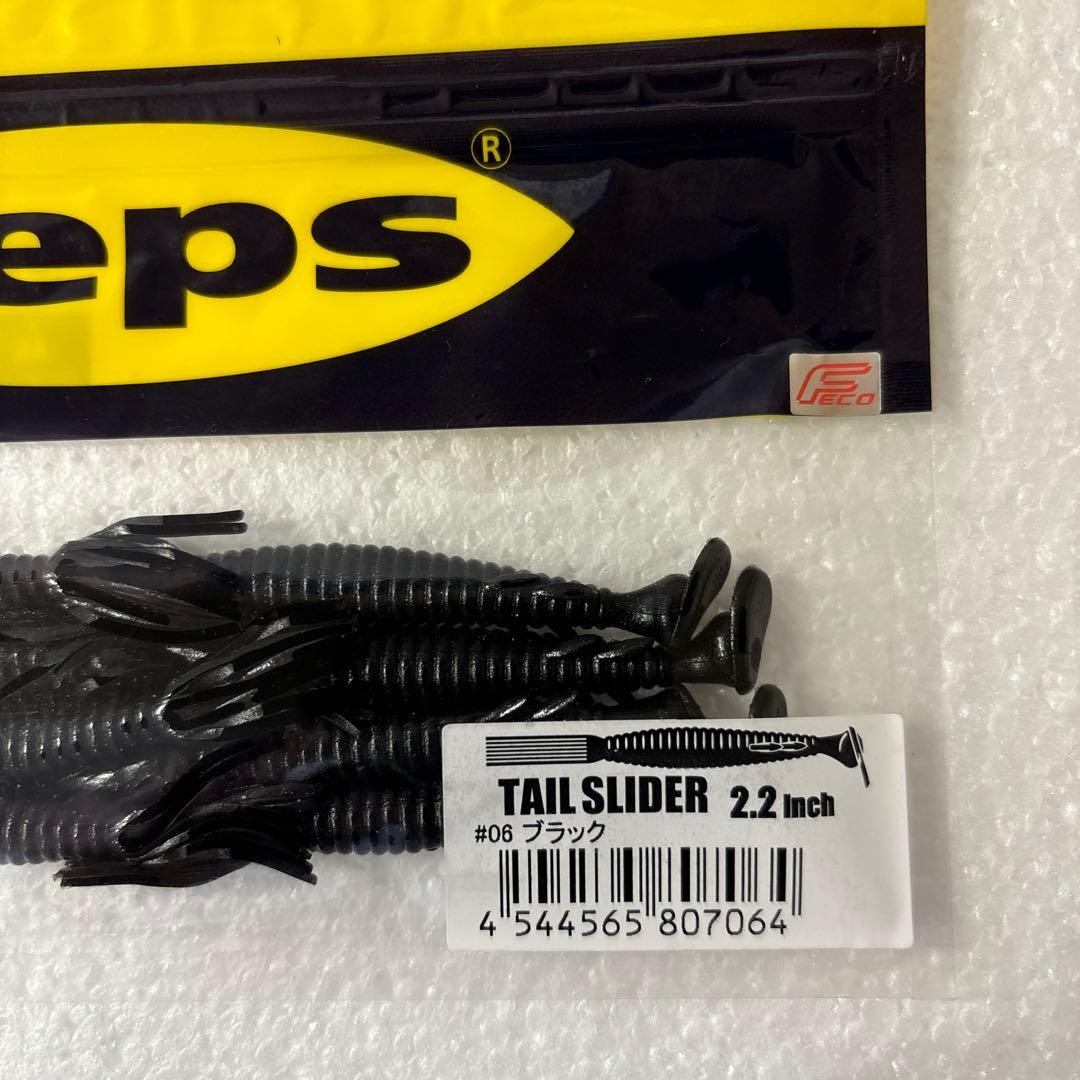 eps
®
FECO
TAIL SLIDER 2.2 Inch
#06 ブラック
4 544565 807064